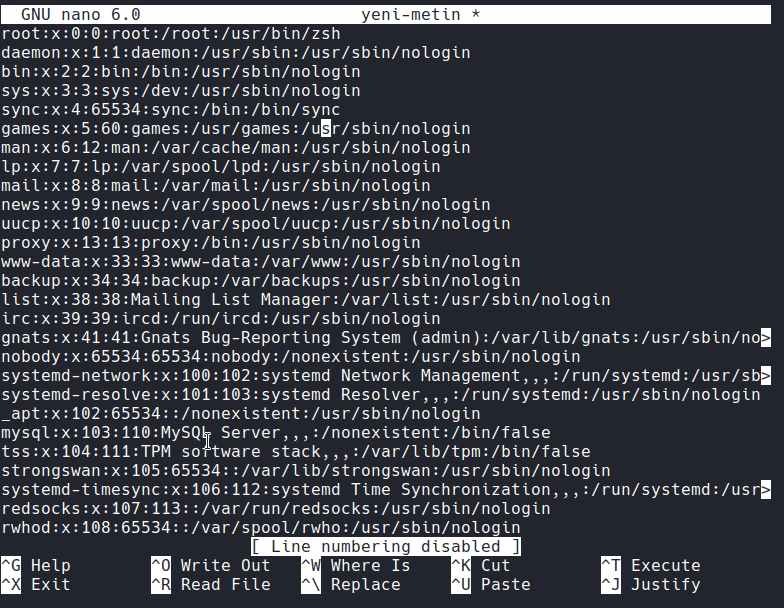 GNU nano 6.0 yeni-metin *
root:x:0:0:root:/root:/usr/bin/zsh
daemon:x:1:1:daemon:/usr/sbin:/usr/sbin/nologin
bin:x:2:2:bin:/bin:/usr/sbin/nologin
sys:x:3:3:sys:/dev:/usr/sbin/nologin
sync:x:4:65534:sync:/bin:/bin/sync
games:x:5:60:games:/usr/games:/usr/sbin/nologin
man:x:6:12:man:/var/cache/man:/usr/sbin/nologin
lp:x:7:7:lp:/var/spool/lpd:/usr/sbin/nologin
mail:x:8:8:mail:/var/mail:/usr/sbin/nologin
news:x:9:9:news:/var/spool/news:/usr/sbin/nologin
uucp:x:10:10:uucp:/var/spool/uucp:/usr/sbin/nologin
proxy:x:13:13:proxy:/bin:/usr/sbin/nologin
www-data:x:33:33:www-data:/var/www:/usr/sbin/nologin
backup:x:34:34:backup:/var/backups:/usr/sbin/nologin
list:x:38:38:Mailing List Manager:/var/list:/usr/sbin/nologin
irc:x:39:39:ircd:/run/ircd:/usr/sbin/nologin
gnats:x:41:41:Gnats Bug-Reporting System (admin):/var/lib/gnats:/usr/sbin/no>
nobody:x:65534:65534:nobody:/nonexistent:/usr/sbin/nologin
systemd-network:x:100:102:systemd Network Management,,,:/run/systemd:/usr/sb>
systemd-resolve:x:101:103:systemd Resolver,,,:/run/systemd:/usr/sbin/nologin
_apt:x:102:65534::/nonexistent:/usr/sbin/nologin
mysql:x:103:110:MySQL Server,,,:/nonexistent:/bin/false
tss:x:104:111:TPM software stack,,,:/var/lib/tpm:/bin/false
strongswan:x:105:65534::/var/lib/strongswan:/usr/sbin/nologin
systemd-timesync:x:106:112:systemd Time Synchronization,,,:/run/systemd:/usr>
redsocks:x:107:113::/var/run/redsocks:/usr/sbin/nologin
rwhod:x:108:65534::/var/spool/rwho:/usr/sbin/nologin
[ Line numbering disabled ]
^G Help ^O Write Out ^W Where Is ^K Cut ^T Execute
^X Exit ^R Read File ^\ Replace ^U Paste ^J Justify